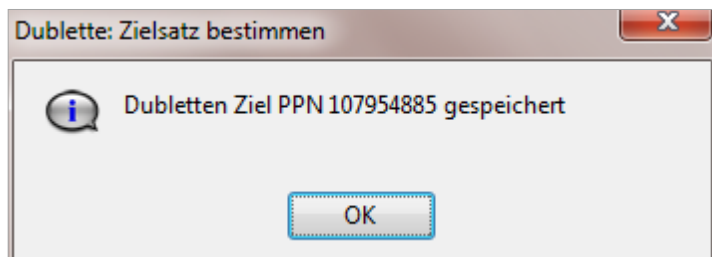 Dublette: Zielsatz bestimmen
Dubletten Ziel PPN 107954885 gespeichert
OK